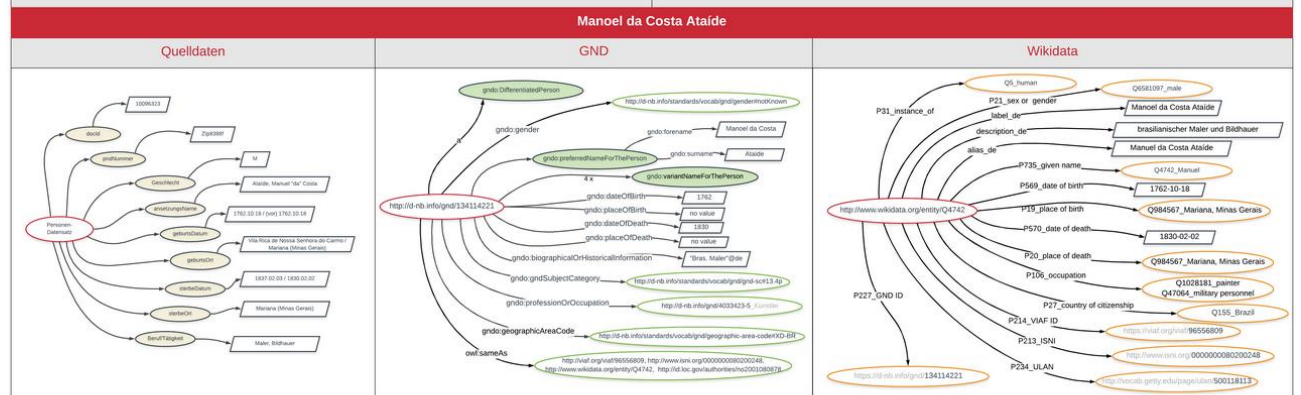 Manoel da Costa Ataíde
Quelldaten
GND
Wikidata
10096323
docId
Zip8398f
pndNummer
M
Geschlecht
Ataíde, Manuel "da" Costa
ansetzungsName
1762.10.18 / (vor) 1762.10.18
Personen-
Datensatz
geburtsDatum
Vila Rica de Nossa Senhora do Carmo /
Mariana (Minas Gerais)
geburtsOrt
1837.02.03 / 1830.02.02
sterbeDatum
Mariana (Minas Gerais)
sterbeOrt
Beruf/Tätigkeit
Maler, Bildhauer
gndo:DifferentiatedPerson
http://d-nb.info/standards/vocab/gnd/gender#notKnown
gndo:gender
a
gndo:forename
Manoel da Costa
gndo:preferredNameForThePerson
gndo:surname
Ataide
4 x
gndo:variantNameForThePerson
http://d-nb.info/gnd/134114221
gndo:dateOfBirth
1762
gndo:placeOfBirth
no value
gndo:dateOfDeath
1830
gndo:placeOfDeath
no value
gndo:biographicalOrHistoricalInformation
"Bras. Maler"@de
gndo:gndSubjectCategory
http://d-nb.info/standards/vocab/gnd/gnd-sc#13.4p
gndo:professionOrOccupation
http://d-nb.info/gnd/4033423-5_Künstler
gndo:geographicAreaCode
http://d-nb.info/standards/vocab/gnd/geographic-area-code#XD-BR
owl:sameAs
http://viaf.org/viaf/96556809, http://www.isni.org/0000000080200248,
http://www.wikidata.org/entity/Q4742, http://id.loc.gov/authorities/no2001080878
Q5_human
P31_instance_of
Q6581097_male
P21_sex or gender
label_de
Manoel da Costa Ataíde
description_de
brasilianischer Maler und Bildhauer
alias_de
Manuel da Costa Ataíde
P735_given name
Q4742_Manuel
P569_date of birth
1762-10-18
http://www.wikidata.org/entity/Q4742
P19_place of birth
Q984567_Mariana, Minas Gerais
P570_date of death
1830-02-02
P20_place of death
Q984567_Mariana, Minas Gerais
P106_occupation
Q1028181_painter
Q47064_military personnel
P27_country of citizenship
Q155_Brazil
P227_GND ID
P214_VIAF ID
https://viaf.org/viaf/96556809
P213_ISNI
http://www.isni.org/0000000080200248
P234_ULAN
https://d-nb.info/gnd/134114221
http://vocab.getty.edu/page/ulan/500118113